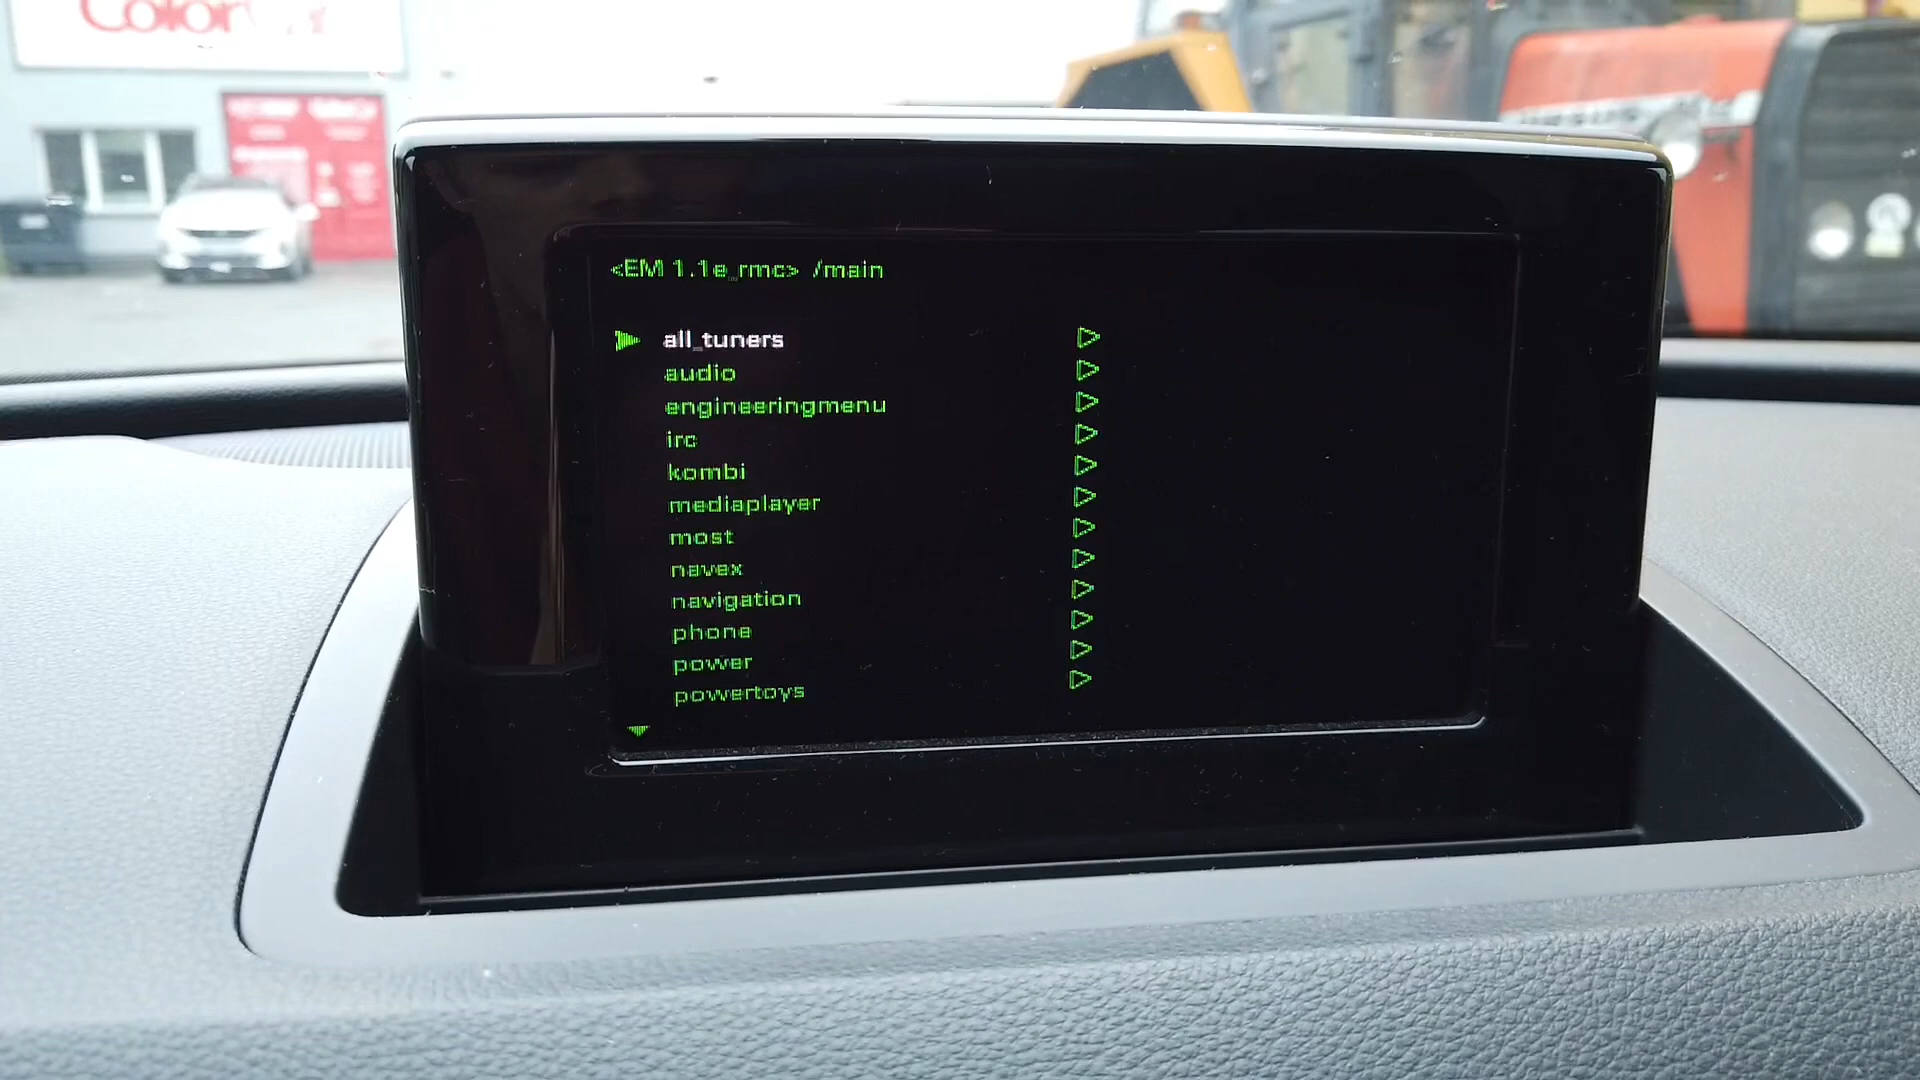 <EM 1.1e_rmc> /main
all_tuners
audio
engineeringmenu
irc
kombi
mediaplayer
most
navex
navigation
phone
power
powertoys